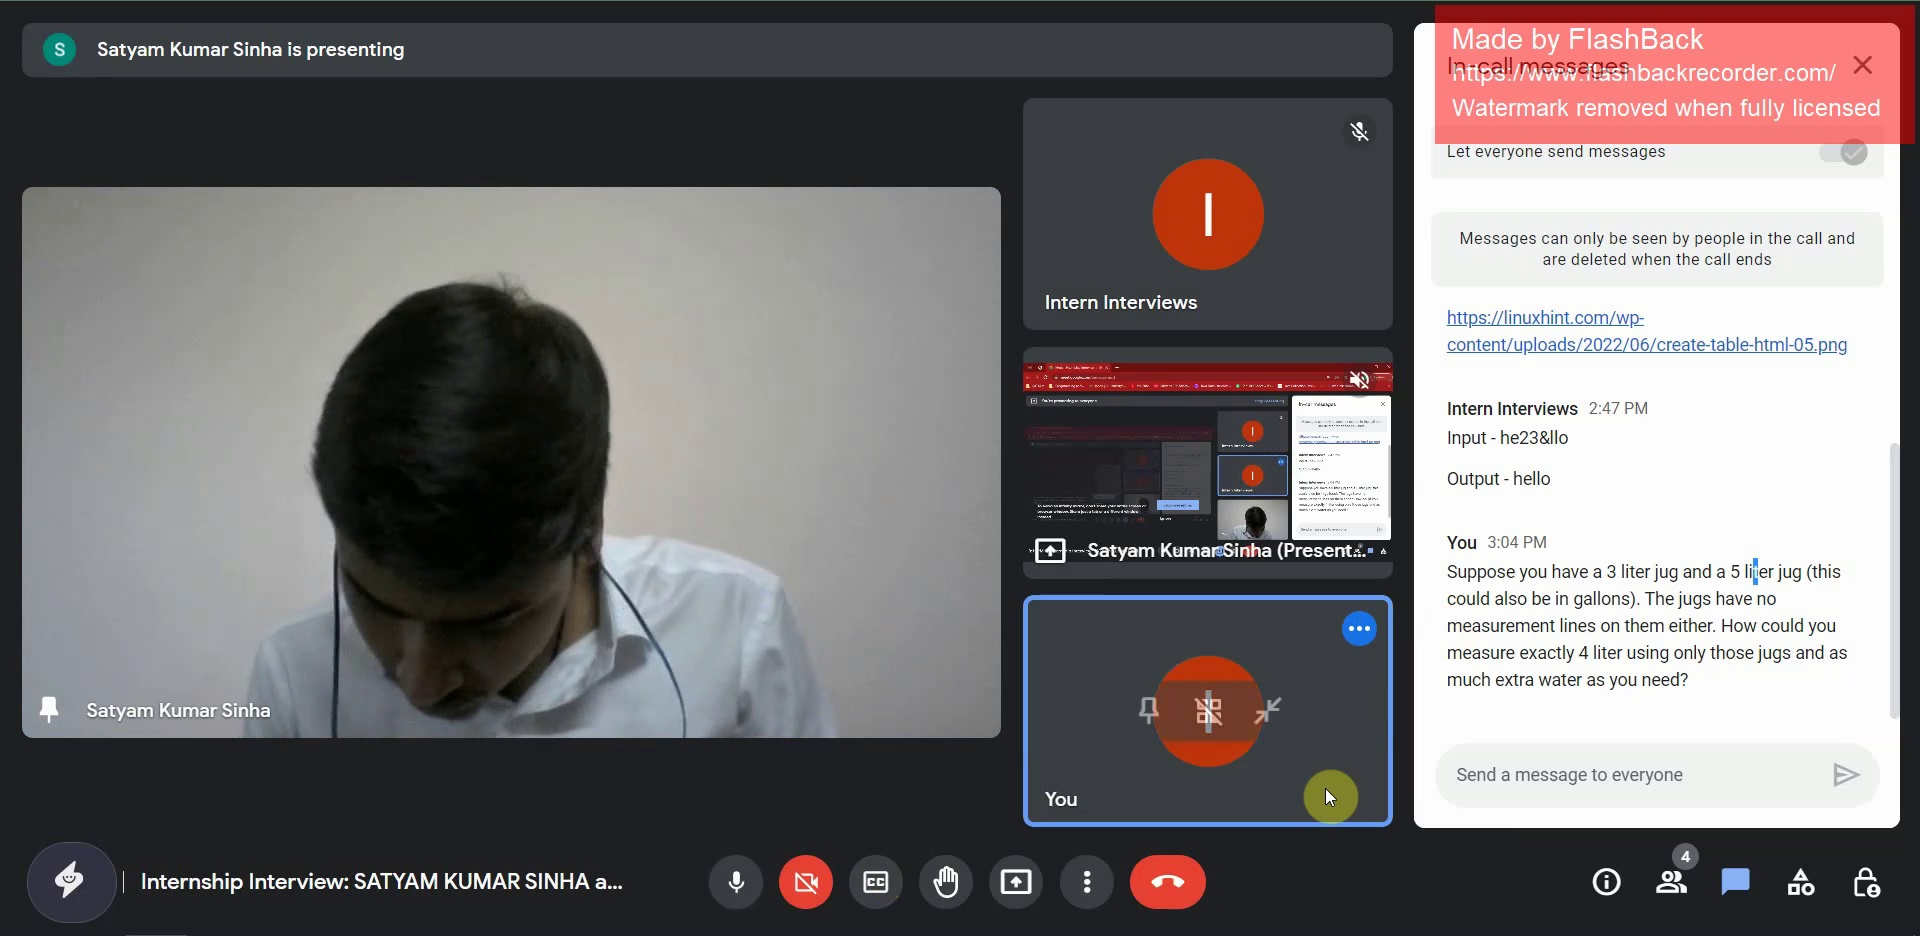 S
Satyam Kumar Sinha is presenting
Made by FlashBack
In-call messages
https://www.flashbackrecorder.com/
Watermark removed when fully licensed
Let everyone send messages
Messages can only be seen by people in the call and
are deleted when the call ends
https://linuxhint.com/wp-
content/uploads/2022/06/create-table-html-05.png
Intern Interviews 2:47 PM
Input - he23&llo
Output - hello
You 3:04 PM
Suppose you have a 3 liter jug and a 5 liter jug (this
could also be in gallons). The jugs have no
measurement lines on them either. How could you
measure exactly 4 liter using only those jugs and as
much extra water as you need?
Send a message to everyone
I
Intern Interviews
In-call messages
Satyam Kumar Sinha (Present...
You
Satyam Kumar Sinha
Internship Interview: SATYAM KUMAR SINHA a...
4